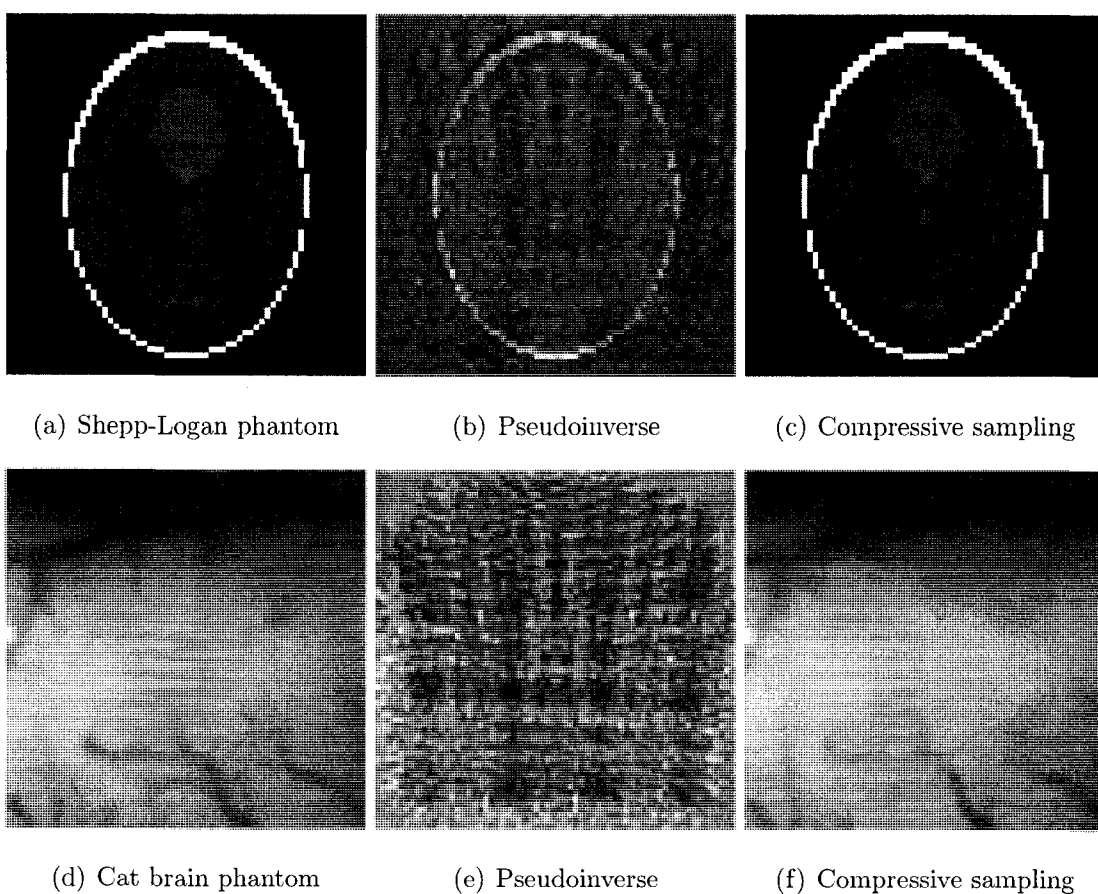 (a) Shepp-Logan phantom
(b) Pseudoinverse
(c) Compressive sampling
(d) Cat brain phantom
(e) Pseudoinverse
(f) Compressive sampling